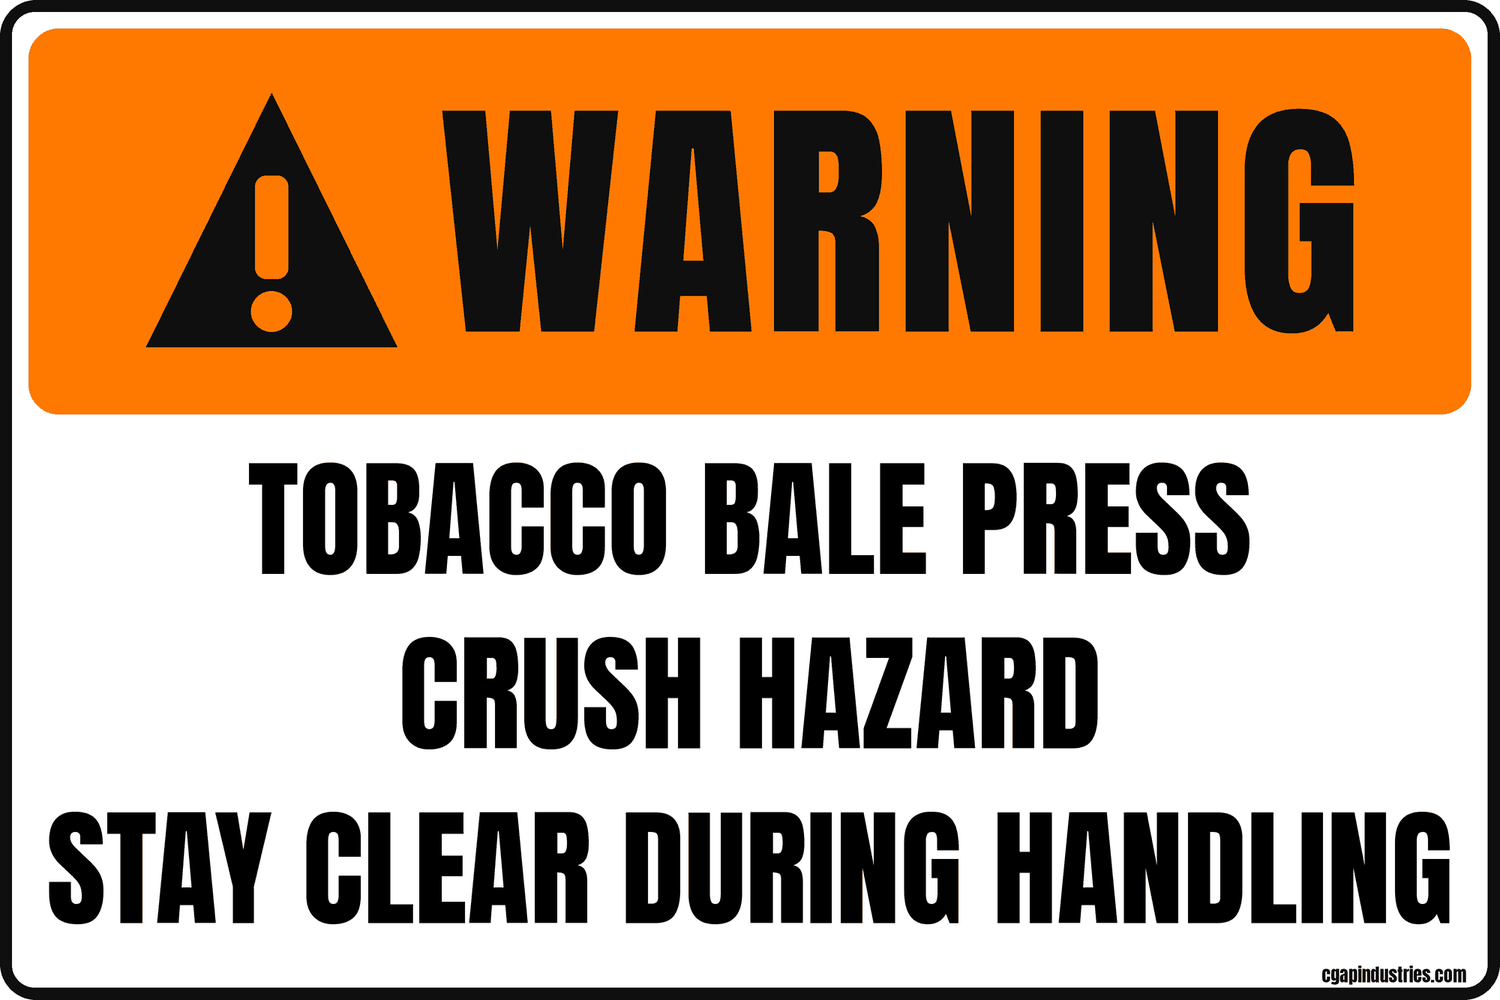 WARNING
TOBACCO BALE PRESS
CRUSH HAZARD
STAY CLEAR DURING HANDLING
cgapindustries.com